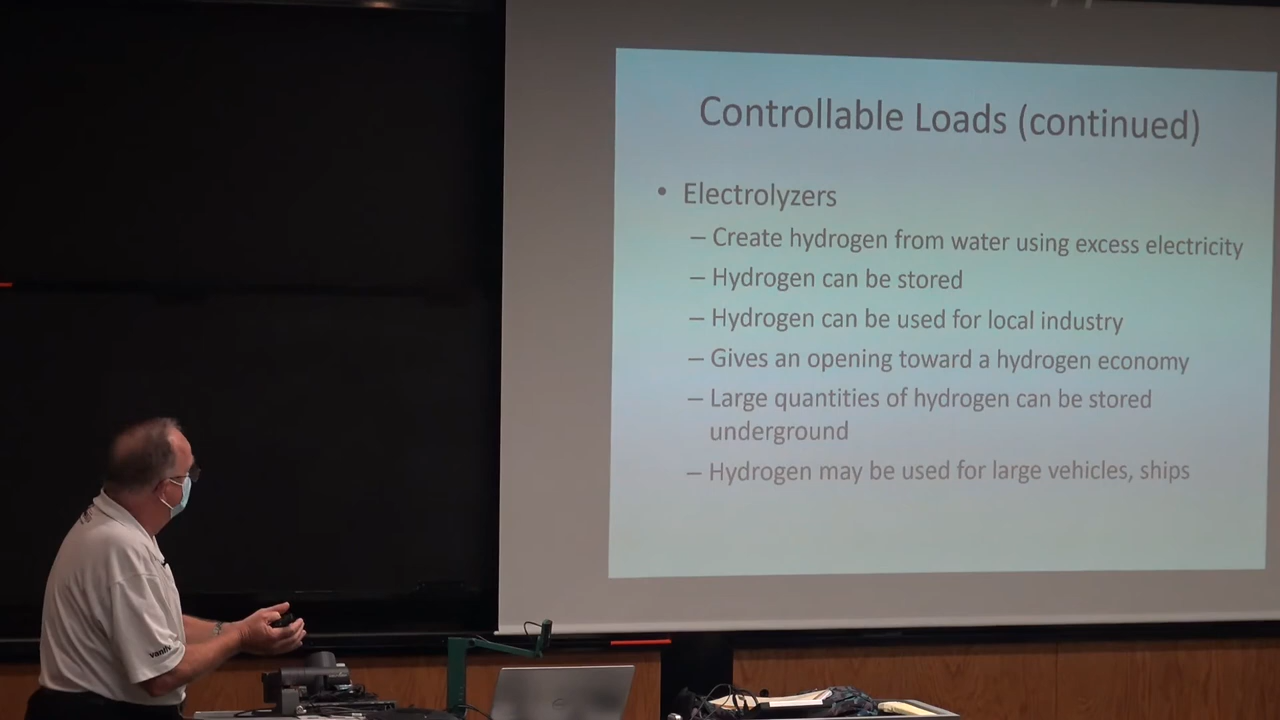 Controllable Loads (continued)
• Electrolyzers
– Create hydrogen from water using excess electricity
– Hydrogen can be stored
– Hydrogen can be used for local industry
– Gives an opening toward a hydrogen economy
– Large quantities of hydrogen can be stored
underground
– Hydrogen may be used for large vehicles, ships